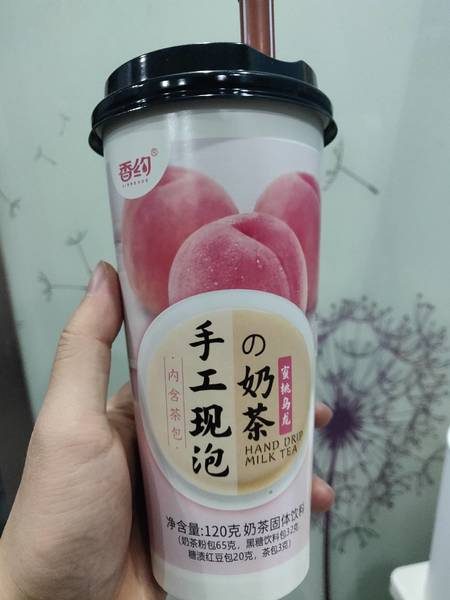 香约®
手工现泡
の奶茶
蜜桃乌龙
·内含茶包·
HAND DRIP
MILK TEA
净含量:120克 奶茶固体饮料
(奶茶粉包65克，黑糖饮料包32克，
糖渍红豆包20克，茶包3克)